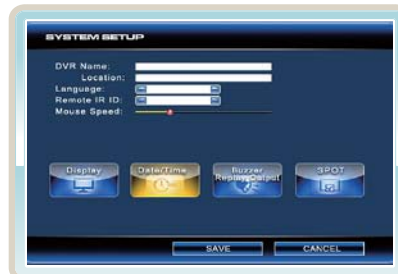 SYSTEM SETUP
DVR Name:
Location:
Language:
Remote IR ID:
Mouse Speed:
Display
Date/Time
Buzzer
Replay Output
SPOT
SAVE
CANCEL